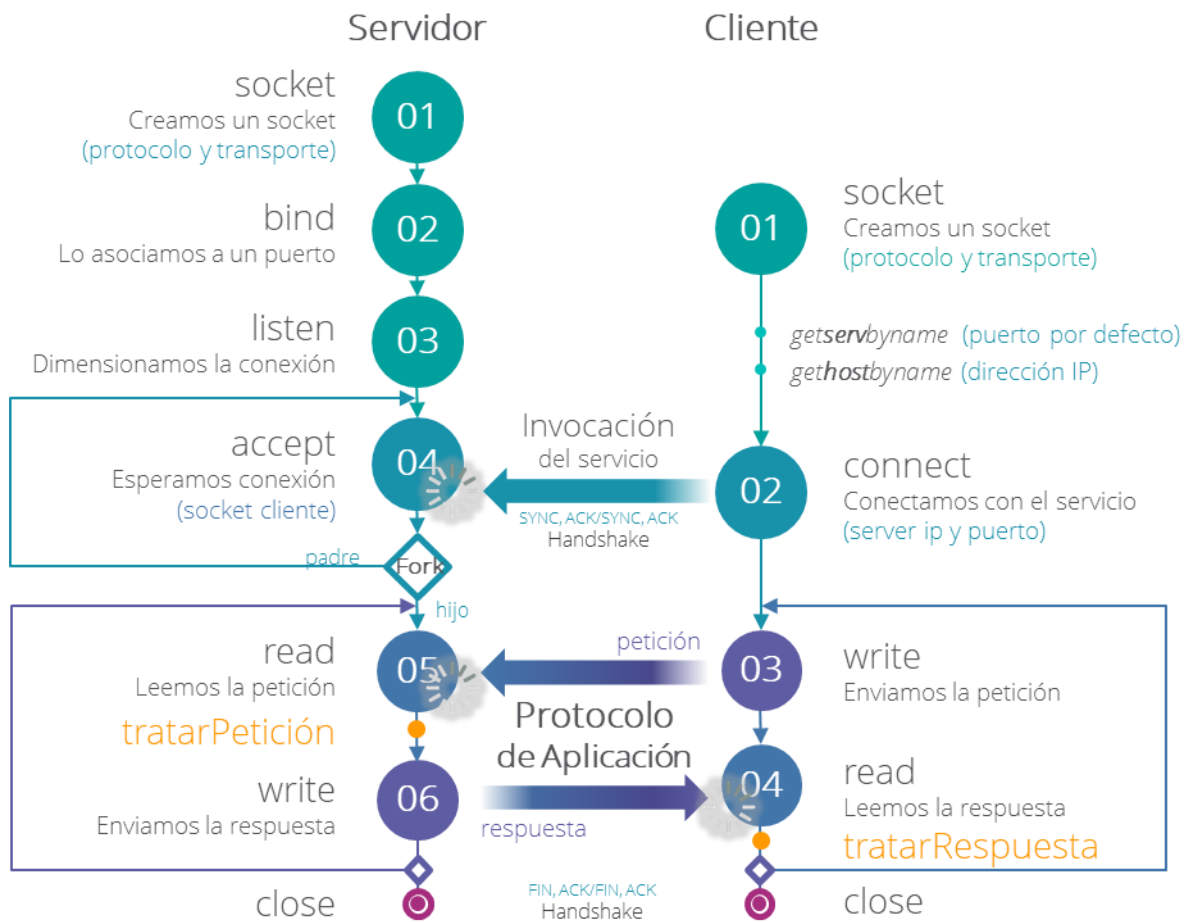 Servidor
Cliente
socket
Creamos un socket
(protocolo y transporte)
01
bind
Lo asociamos a un puerto
02
socket
Creamos un socket
(protocolo y transporte)
01
listen
Dimensionamos la conexión
03
getservbyname (puerto por defecto)
gethostbyname (dirección IP)
accept
Esperamos conexión
(socket cliente)
04
Invocación
del servicio
SYNC, ACK/SYNC, ACK
Handshake
02
connect
Conectamos con el servicio
(server ip y puerto)
padre
Fork
hijo
read
Leemos la petición
05
tratarPetición
petición
03
write
Enviamos la petición
Protocolo
de Aplicación
write
Enviamos la respuesta
06
respuesta
04
read
Leemos la respuesta
tratarRespuesta
close
FIN, ACK/FIN, ACK
Handshake
close